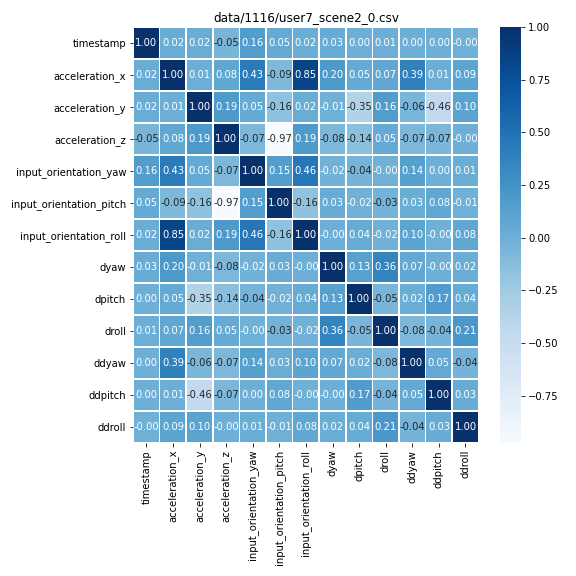 data/1116/user7_scene2_0.csv
timestamp 1.00 0.02 0.02 -0.05 0.16 0.05 0.02 0.03 0.00 0.01 0.00 0.00 -0.00
acceleration_x 0.02 1.00 0.01 0.08 0.43 -0.09 0.85 0.20 0.05 0.07 0.39 0.01 0.09
acceleration_y 0.02 0.01 1.00 0.19 0.05 -0.16 0.02 -0.01 -0.35 0.16 -0.06 -0.46 0.10
acceleration_z -0.05 0.08 0.19 1.00 -0.07 -0.97 0.19 -0.08 -0.14 0.05 -0.07 -0.07 -0.00
input_orientation_yaw 0.16 0.43 0.05 -0.07 1.00 0.15 0.46 -0.02 -0.04 -0.00 0.14 0.00 0.01
input_orientation_pitch 0.05 -0.09 -0.16 -0.97 0.15 1.00 -0.16 0.03 -0.02 -0.03 0.03 0.08 -0.01
input_orientation_roll 0.02 0.85 0.02 0.19 0.46 -0.16 1.00 -0.00 0.04 -0.02 0.10 -0.00 0.08
dyaw 0.03 0.20 -0.01 -0.08 -0.02 0.03 -0.00 1.00 0.13 0.36 0.07 -0.00 0.02
dpitch 0.00 0.05 -0.35 -0.14 -0.04 -0.02 0.04 0.13 1.00 -0.05 0.02 0.17 0.04
droll 0.01 0.07 0.16 0.05 -0.00 -0.03 -0.02 0.36 -0.05 1.00 -0.08 -0.04 0.21
ddyaw 0.00 0.39 -0.06 -0.07 0.14 0.03 0.10 0.07 0.02 -0.08 1.00 0.05 -0.04
ddpitch 0.00 0.01 -0.46 -0.07 0.00 0.08 -0.00 -0.00 0.17 -0.04 0.05 1.00 0.03
ddroll -0.00 0.09 0.10 -0.00 0.01 -0.01 0.08 0.02 0.04 0.21 -0.04 0.03 1.00
timestamp
acceleration_x
acceleration_y
acceleration_z
input_orientation_yaw
input_orientation_pitch
input_orientation_roll
dyaw
dpitch
droll
ddyaw
ddpitch
ddroll
1.00
0.75
0.50
0.25
0.00
−0.25
−0.50
−0.75